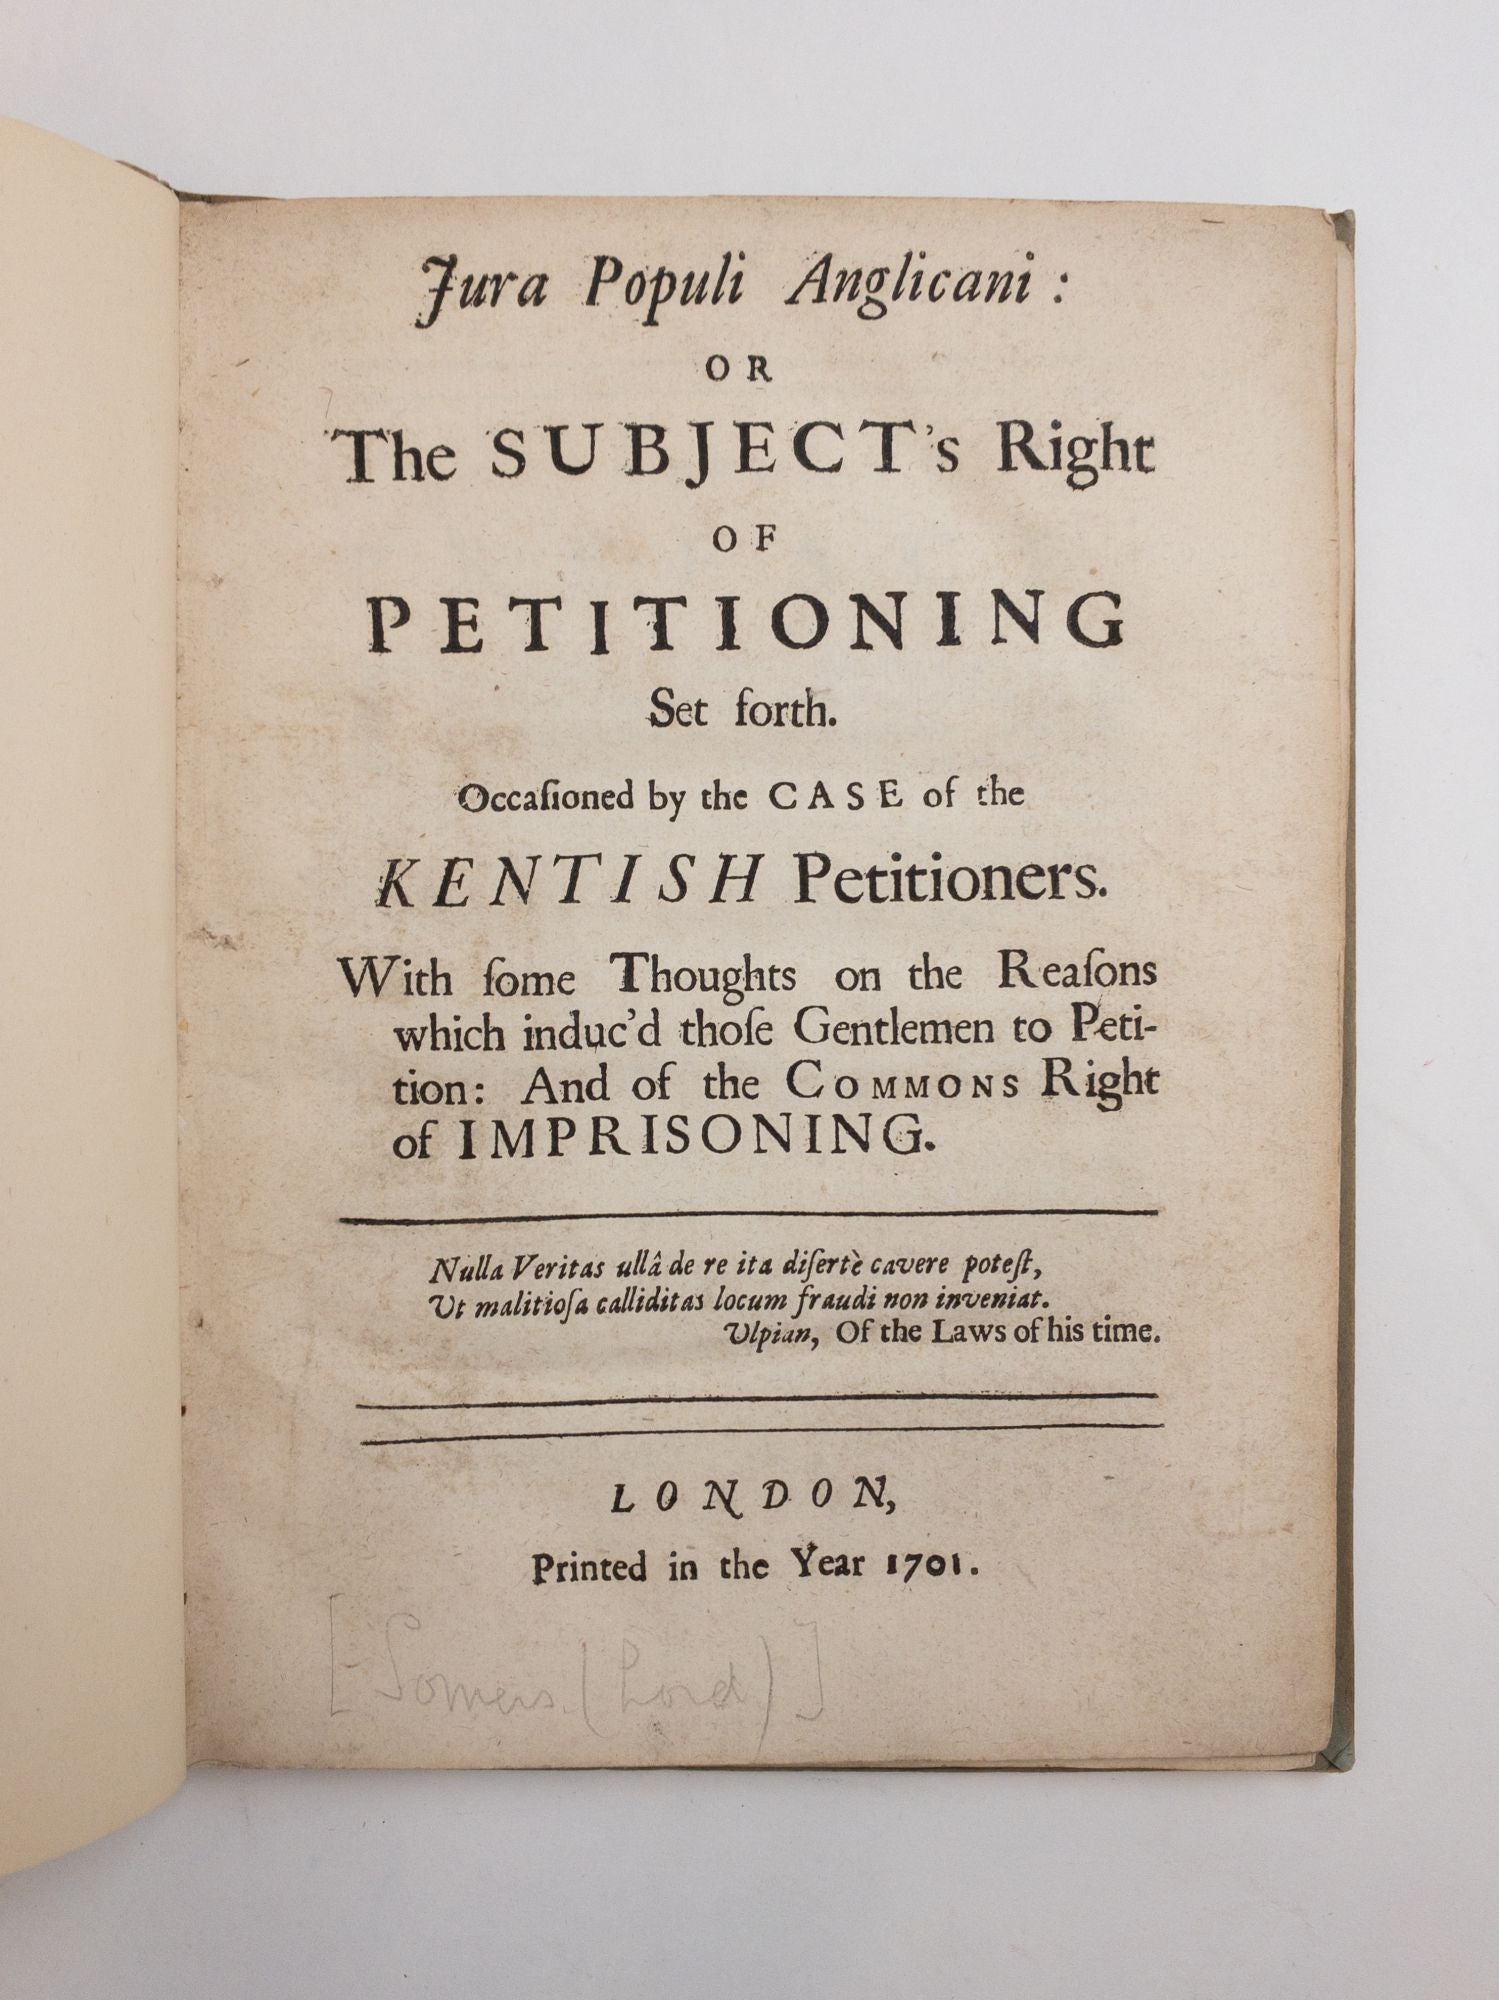 Jura Populi Anglicani:
OR
The SUBJECT's Right
OF
PETITIONING
Set forth.
Occaſioned by the CASE of the
KENTISH Petitioners.
With ſome Thoughts on the Reaſons
which induc'd thoſe Gentlemen to Peti-
tion: And of the COMMONS Right
of IMPRISONING.
Nulla Veritas ullâ de re ita diſertè cavere poteſt,
Ut malitioſa calliditas locum fraudi non inveniat.
Ulpian, Of the Laws of his time.
LONDON,
Printed in the Year 1701.
[Somers (Lord)]